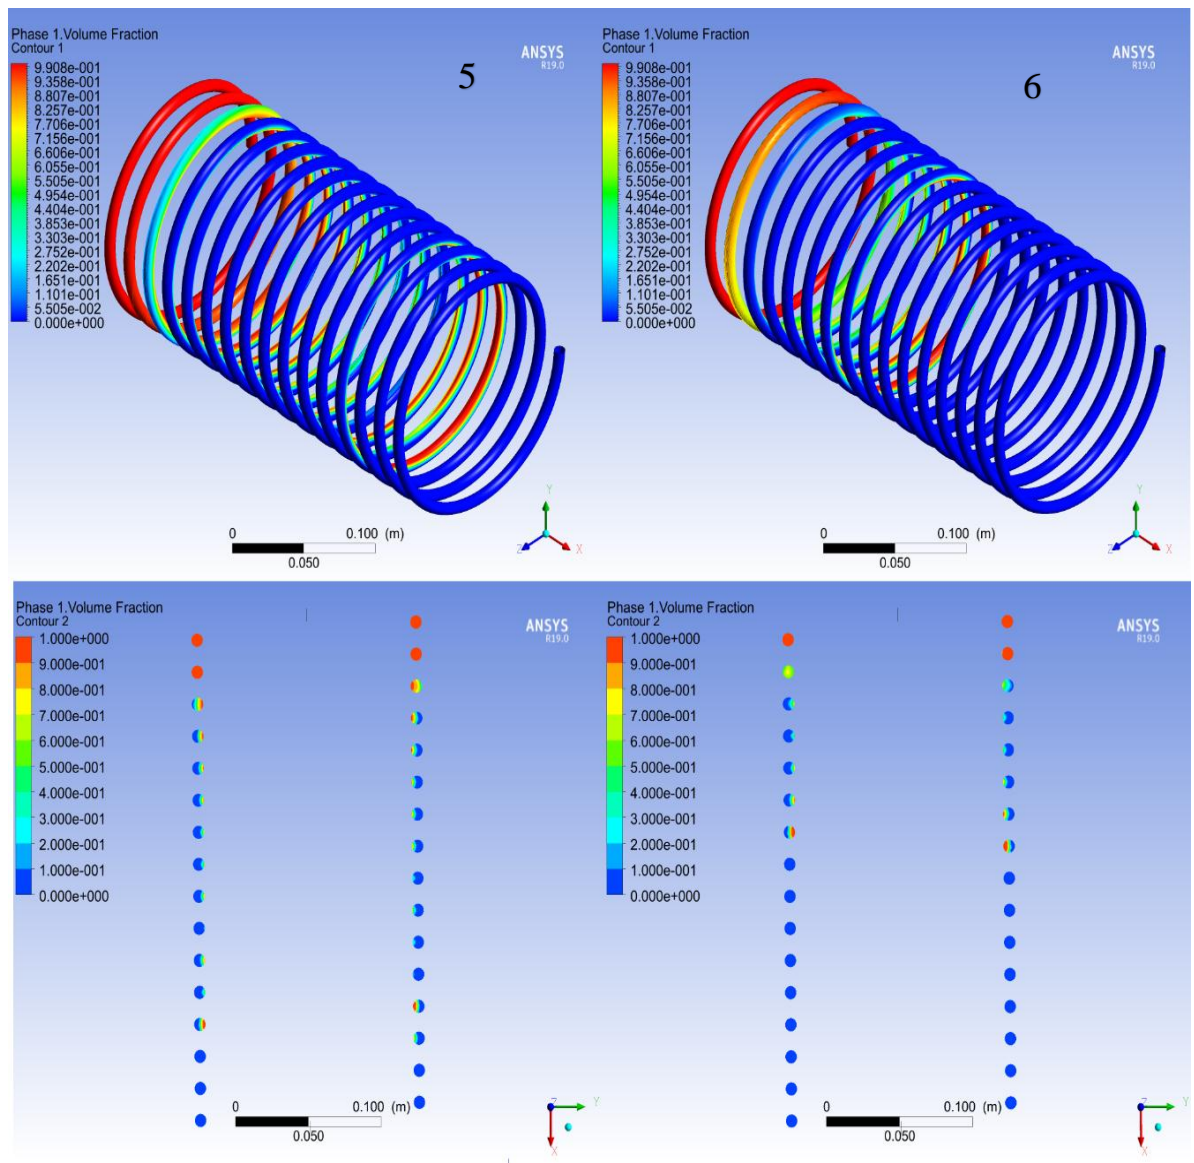 Phase 1.Volume Fraction
Contour 1
9.908e-001
9.358e-001
8.807e-001
8.257e-001
7.706e-001
7.156e-001
6.606e-001
6.055e-001
5.505e-001
4.954e-001
4.404e-001
3.853e-001
3.303e-001
2.752e-001
2.202e-001
1.651e-001
1.101e-001
5.505e-002
0.000e+000
ANSYS
R19.0
5
0
0.100 (m)
0.050
Y
Z
X
Phase 1.Volume Fraction
Contour 1
9.908e-001
9.358e-001
8.807e-001
8.257e-001
7.706e-001
7.156e-001
6.606e-001
6.055e-001
5.505e-001
4.954e-001
4.404e-001
3.853e-001
3.303e-001
2.752e-001
2.202e-001
1.651e-001
1.101e-001
5.505e-002
0.000e+000
ANSYS
R19.0
6
0
0.100 (m)
0.050
Y
Z
X
Phase 1.Volume Fraction
Contour 2
1.000e+000
9.000e-001
8.000e-001
7.000e-001
6.000e-001
5.000e-001
4.000e-001
3.000e-001
2.000e-001
1.000e-001
0.000e+000
ANSYS
R19.0
0
0.100 (m)
0.050
Z
Y
X
Phase 1.Volume Fraction
Contour 2
1.000e+000
9.000e-001
8.000e-001
7.000e-001
6.000e-001
5.000e-001
4.000e-001
3.000e-001
2.000e-001
1.000e-001
0.000e+000
ANSYS
R19.0
0
0.100 (m)
0.050
Z
Y
X